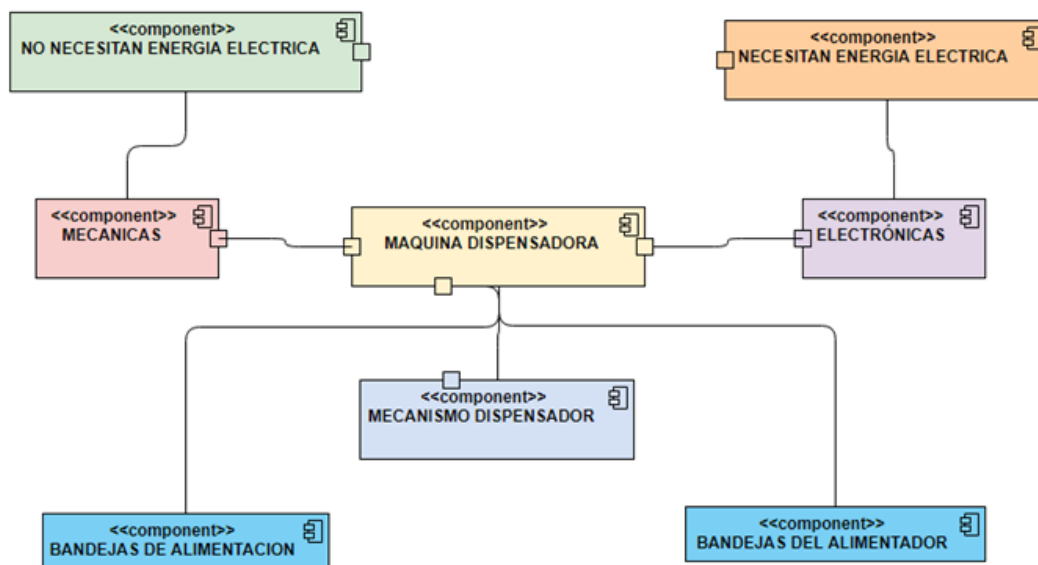 <<component>>
NO NECESITAN ENERGIA ELECTRICA
<<component>>
NECESITAN ENERGIA ELECTRICA
<<component>>
MECANICAS
<<component>>
MAQUINA DISPENSADORA
<<component>>
ELECTRÓNICAS
<<component>>
MECANISMO DISPENSADOR
<<component>>
BANDEJAS DE ALIMENTACION
<<component>>
BANDEJAS DEL ALIMENTADOR